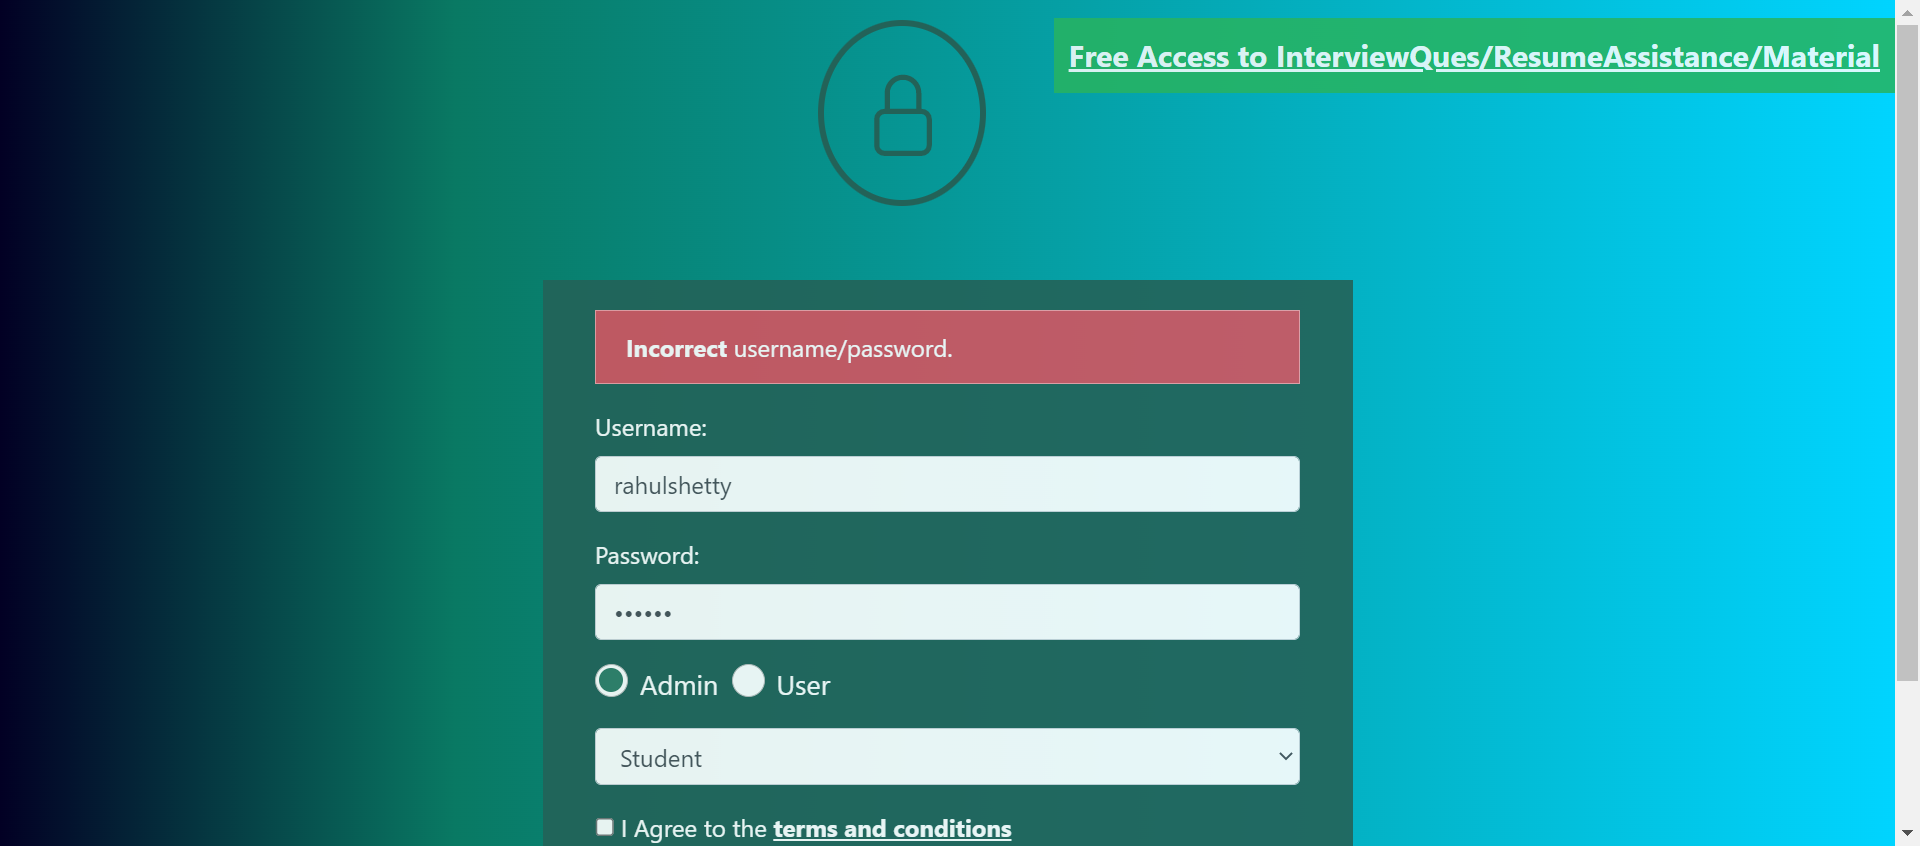 Free Access to InterviewQues/ResumeAssistance/Material
Incorrect username/password.
Username:
rahulshetty
Password:
••••••
Admin User
Student
I Agree to the terms and conditions